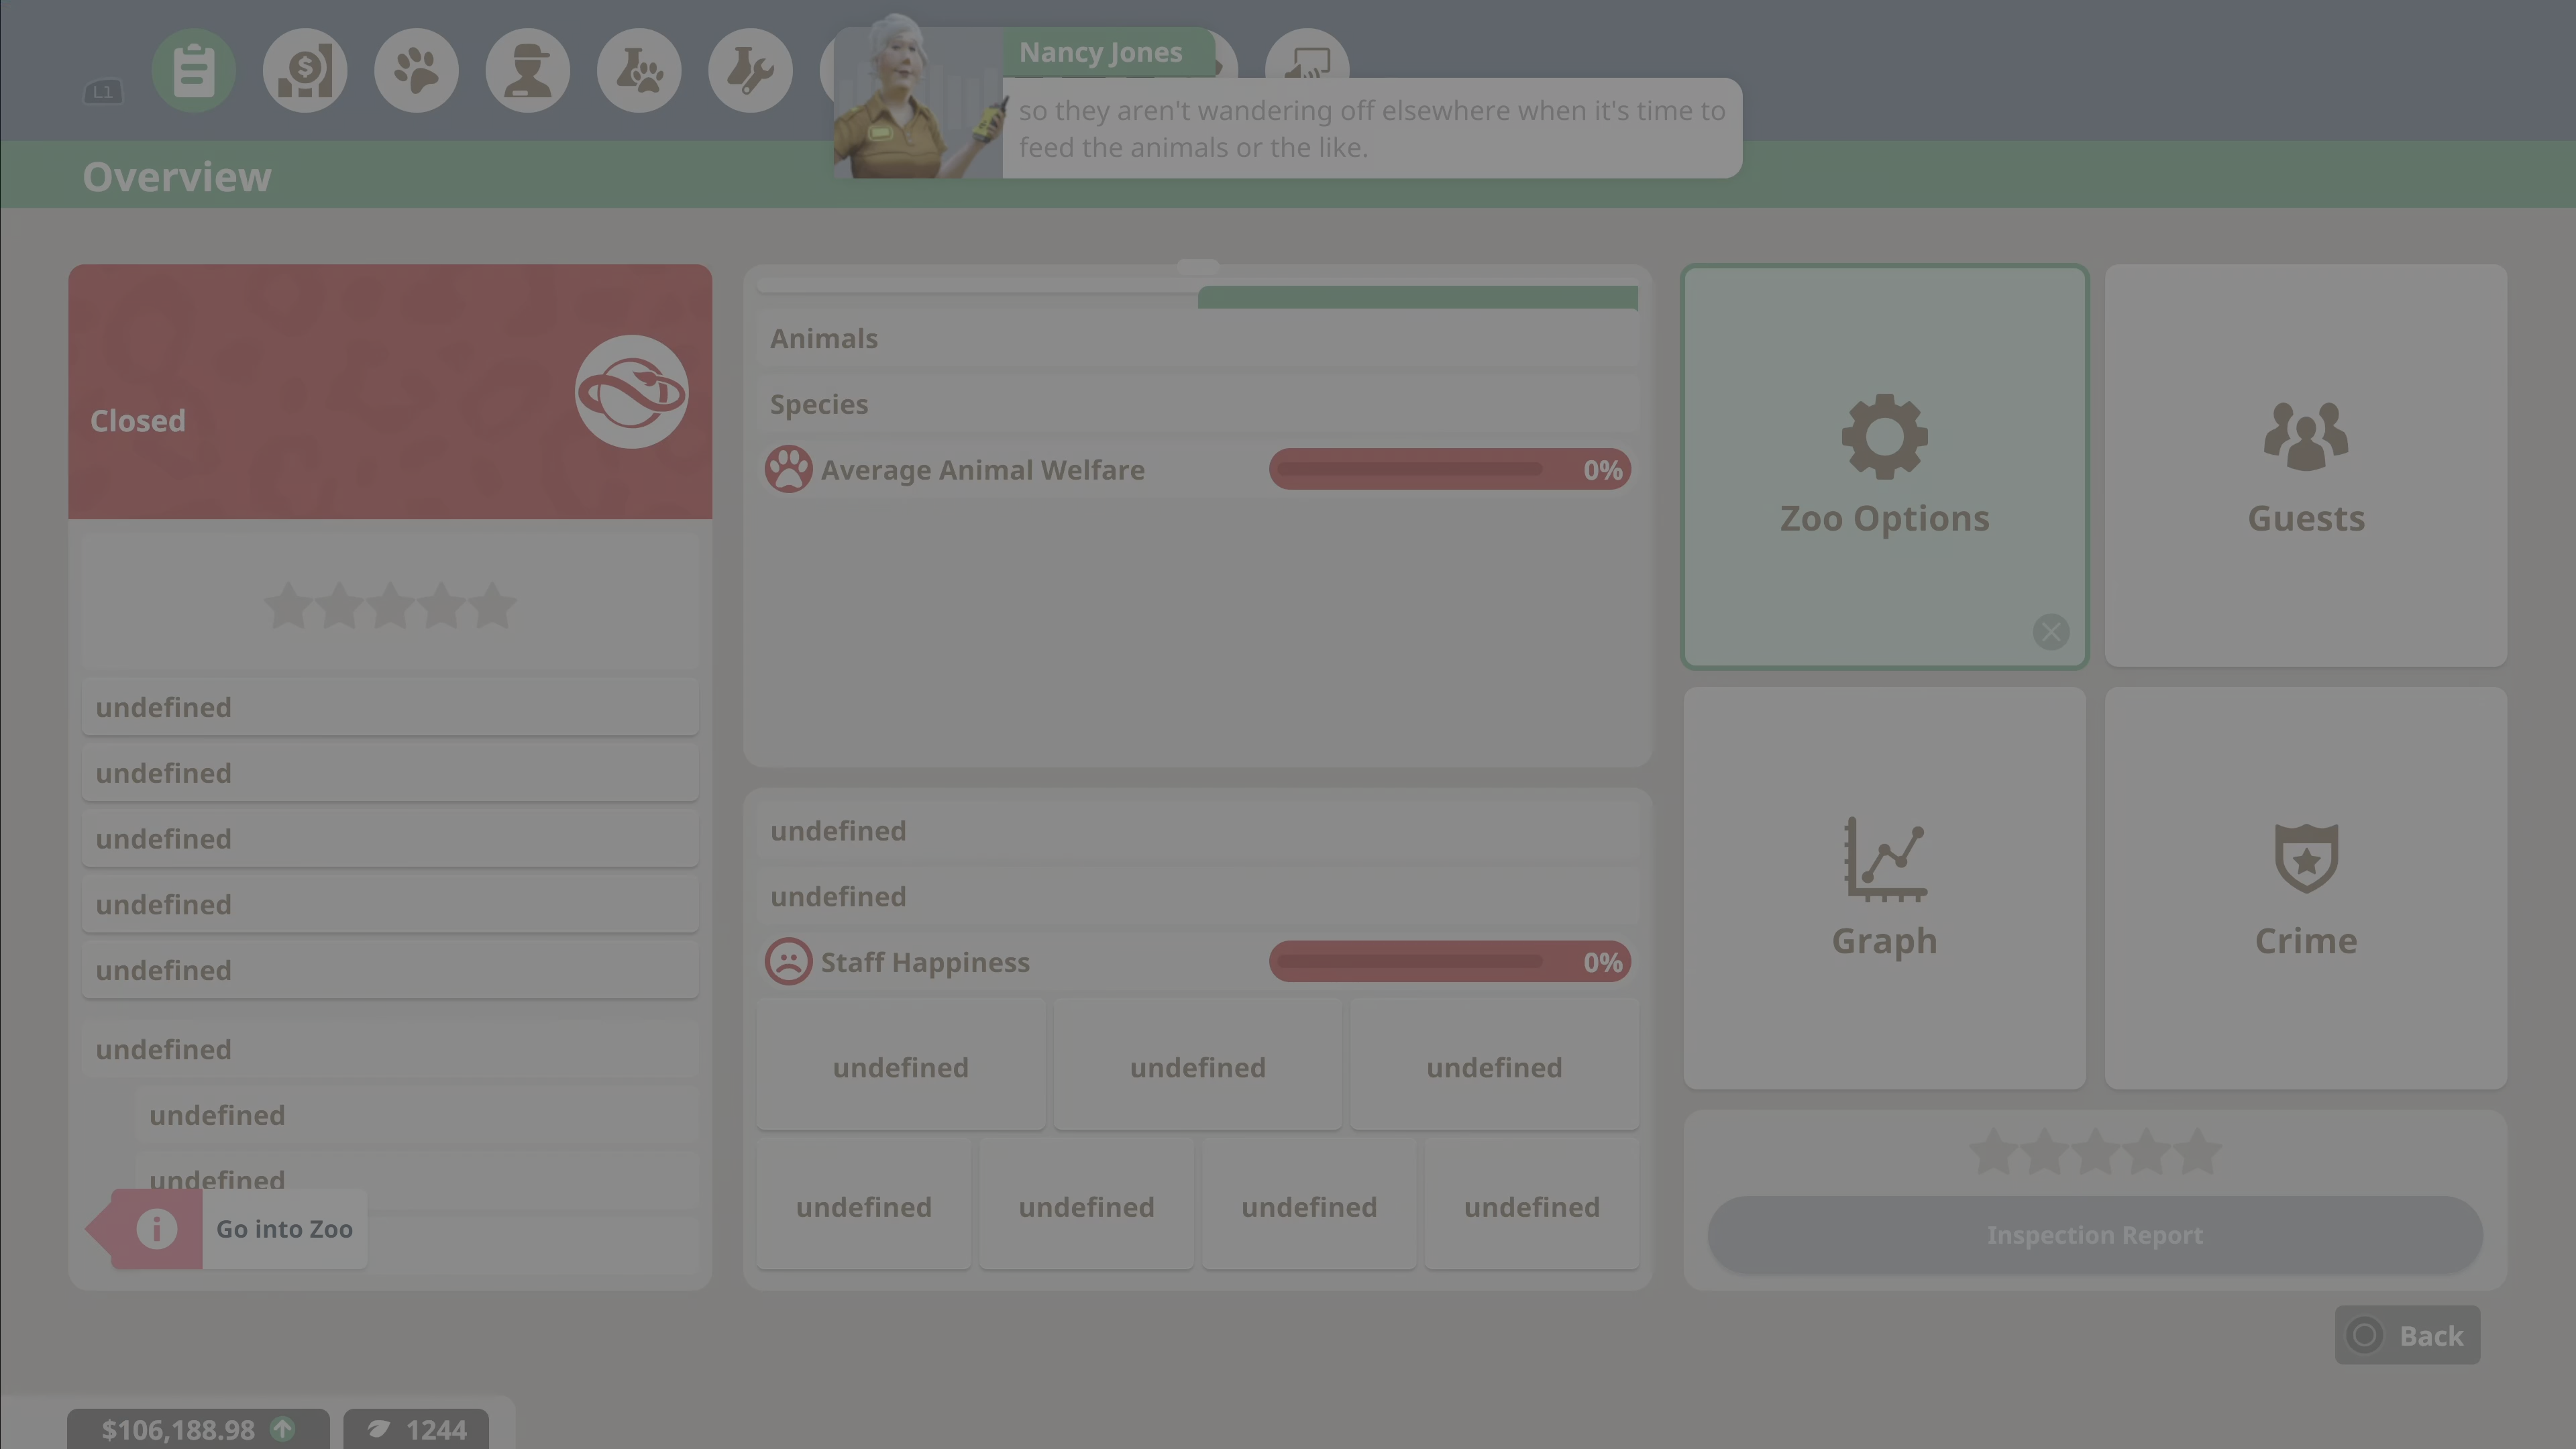 L1
Nancy Jones
so they aren't wandering off elsewhere when it's time to
feed the animals or the like.
Overview
Closed
undefined
undefined
undefined
undefined
undefined
undefined
undefined
undefined
Go into Zoo
Animals
Species
Average Animal Welfare 0%
undefined
undefined
Staff Happiness 0%
undefined undefined undefined
undefined undefined undefined undefined
Zoo Options
Guests
Graph
Crime
Inspection Report
Back
$106,188.98 1244